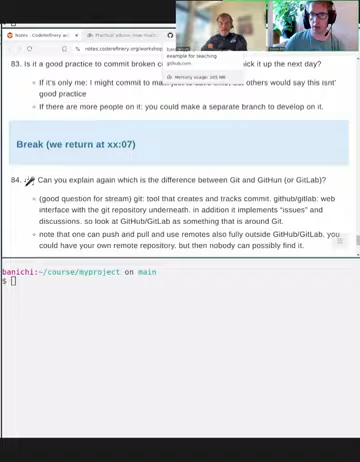 Notes | Coderefinery w
Practical advice: How much
banic
example for teaching
github.com
Memory usage: 205 MB
notes.coderefinery.org/workshop
83. Is it a good practice to commit broken
ick it up the next day?
If it's only me: I might commit to ma
others would say this isnt'
good practice
If there are more people on it: you could make a separate branch to develop on it.
Break (we return at xx:07)
84. Can you explain again which is the difference between Git and GitHun (or GitLab)?
(good question for stream) git: tool that creates and tracks commit. github/gitlab: web
interface with the git repository underneath. in addition it implements "issues" and
discussions. so look at GitHub/GitLab as something that is around Git.
note that one can push and pull and use remotes also fully outside GitHub/GitLab. you
could have your own remote repository. but then nobody can possibly find it.
banichi:~/course/myproject on main
$